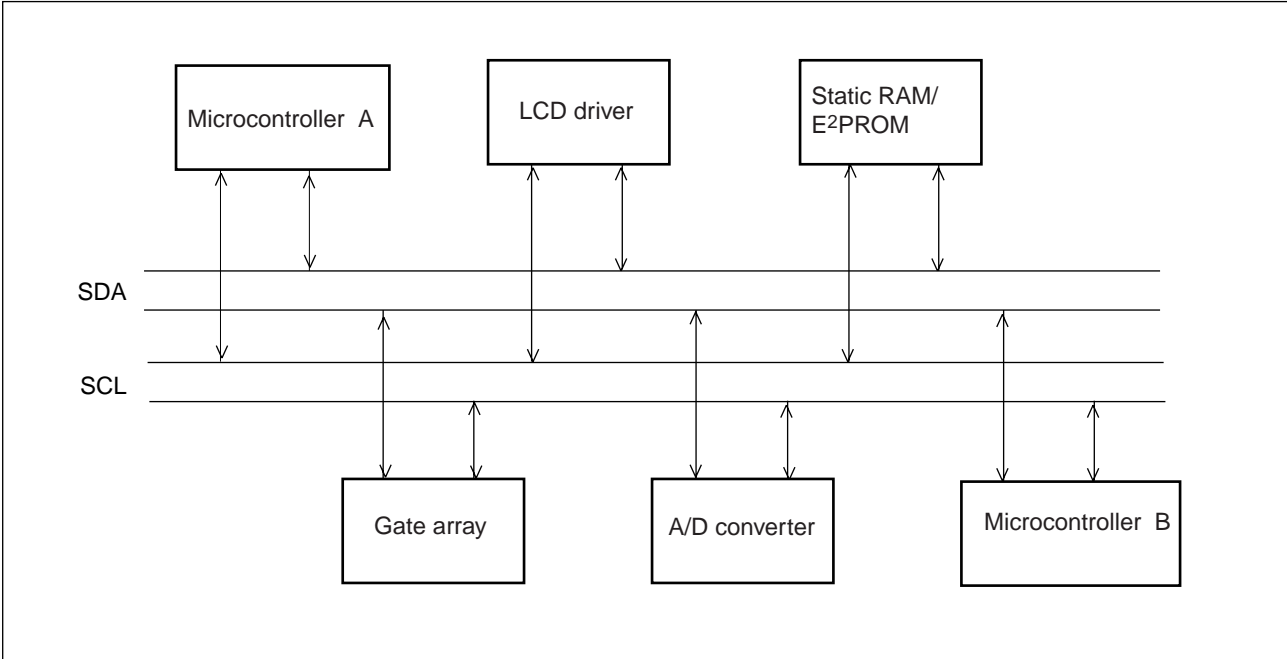 Microcontroller A
LCD driver
Static RAM/
E²PROM
SDA
SCL
Gate array
A/D converter
Microcontroller B